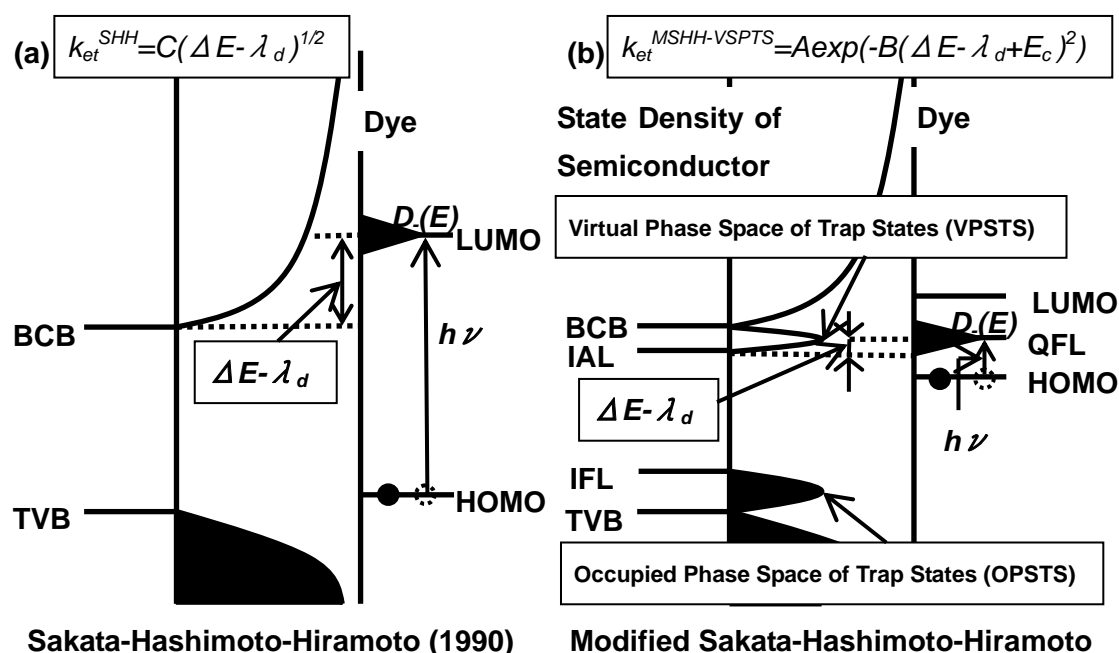 (a) k_et^SHH=C(ΔE-λ_d)^1/2
Dye
D-(E)
LUMO
BCB
hν
ΔE-λ_d
HOMO
TVB
Sakata-Hashimoto-Hiramoto (1990)
(b) k_et^MSHH-VSPTS=Aexp(-B(ΔE-λ_d+E_c)^2)
State Density of
Semiconductor
Dye
Virtual Phase Space of Trap States (VPSTS)
LUMO
BCB
D-(E)
QFL
IAL
HOMO
ΔE-λ_d
hν
IFL
TVB
Occupied Phase Space of Trap States (OPSTS)
Modified Sakata-Hashimoto-Hiramoto